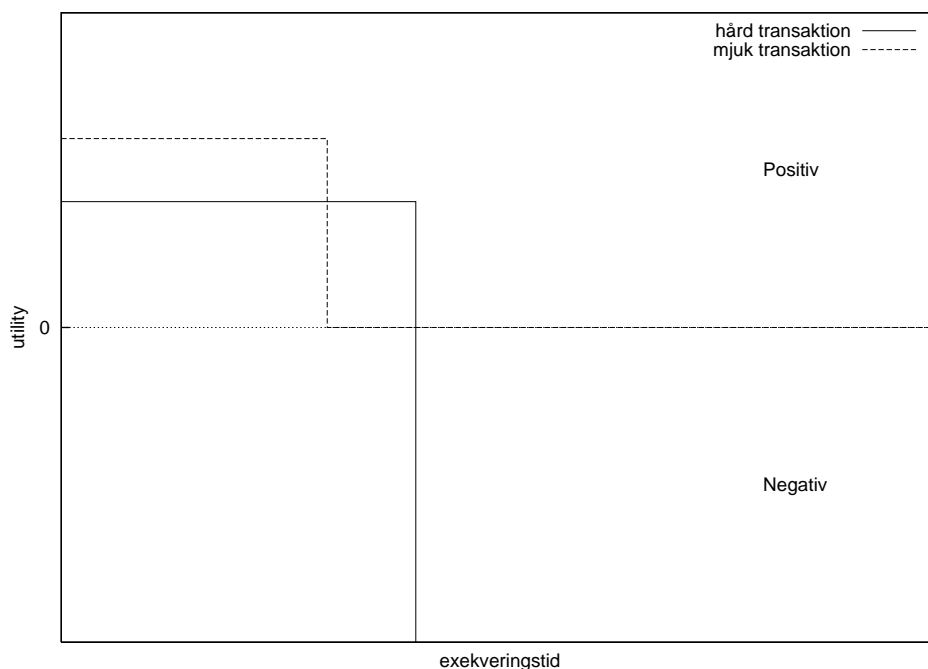 hård transaktion
mjuk transaktion
Positiv
utility
0
Negativ
exekveringstid